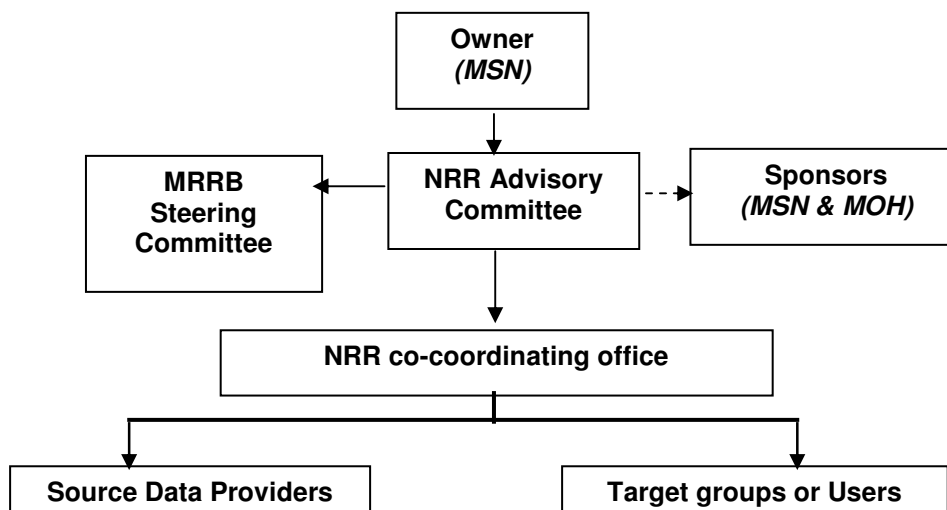 Owner
(MSN)
MRRB
Steering
Committee
NRR Advisory
Committee
Sponsors
(MSN & MOH)
NRR co-coordinating office
Source Data Providers
Target groups or Users